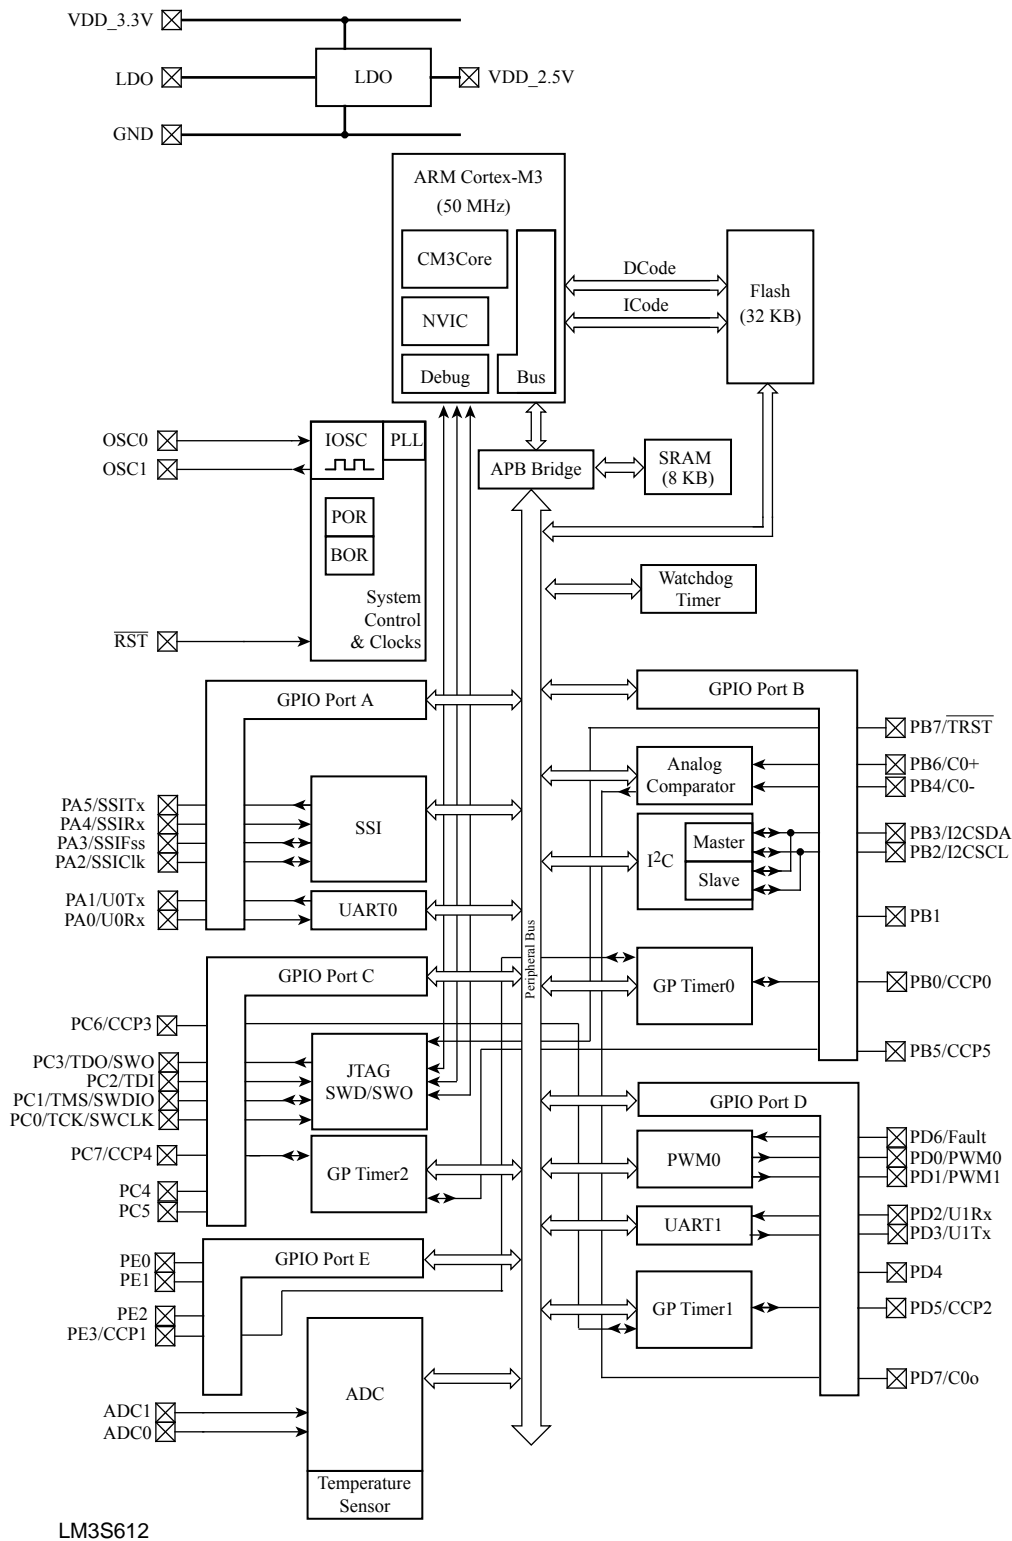 VDD_3.3V
LDO
LDO
VDD_2.5V
GND
ARM Cortex-M3
(50 MHz)
CM3Core
NVIC
Debug
Bus
DCode
ICode
Flash
(32 KB)
OSC0
OSC1
IOSC
PLL
POR
BOR
System
Control
& Clocks
RST
APB Bridge
SRAM
(8 KB)
Watchdog
Timer
GPIO Port A
PA5/SSITx
PA4/SSIRx
PA3/SSIFss
PA2/SSIClk
SSI
PA1/U0Tx
PA0/U0Rx
UART0
GPIO Port B
PB7/TRST
Analog
Comparator
PB6/C0+
PB4/C0-
I2C
Master
Slave
PB3/I2CSDA
PB2/I2CSCL
PB1
Peripheral Bus
GP Timer0
PB0/CCP0
PB5/CCP5
GPIO Port C
PC6/CCP3
PC3/TDO/SWO
PC2/TDI
PC1/TMS/SWDIO
PC0/TCK/SWCLK
JTAG
SWD/SWO
PC7/CCP4
GP Timer2
PC4
PC5
GPIO Port D
PWM0
PD6/Fault
PD0/PWM0
PD1/PWM1
UART1
PD2/U1Rx
PD3/U1Tx
PD4
GP Timer1
PD5/CCP2
PD7/C0o
GPIO Port E
PE0
PE1
PE2
PE3/CCP1
ADC
ADC1
ADC0
Temperature
Sensor
LM3S612